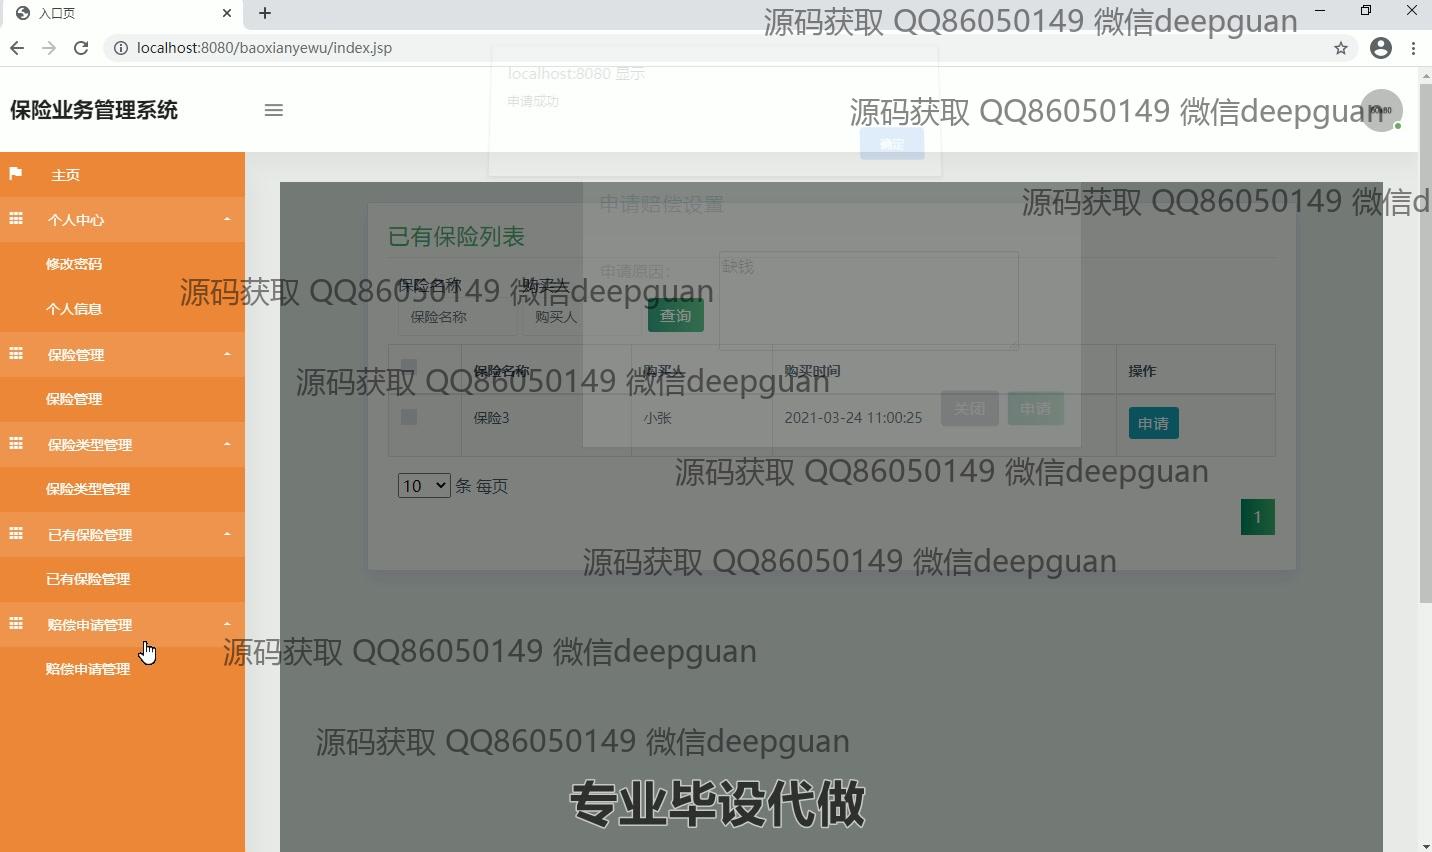 入口页
源码获取 QQ86050149 微信deepguan
localhost:8080/baoxianyewu/index.jsp
localhost:8080 显示
申请成功
确定
保险业务管理系统
源码获取 QQ86050149 微信deepguan
主页
个人中心
申请赔偿设置
源码获取 QQ86050149 微信d
已有保险列表
修改密码
申请原因:
缺钱
保险名称
购买人
源码获取 QQ86050149 微信deepguan
个人信息
保险名称
购买人
查询
保险管理
保险名称
购买人
购买时间
操作
源码获取 QQ86050149 微信deepguan
保险管理
保险3
小张
2021-03-24 11:00:25
关闭
申请
申请
保险类型管理
源码获取 QQ86050149 微信deepguan
保险类型管理
10 条 每页
1
已有保险管理
源码获取 QQ86050149 微信deepguan
已有保险管理
赔偿申请管理
源码获取 QQ86050149 微信deepguan
赔偿申请管理
源码获取 QQ86050149 微信deepguan
专业毕设代做